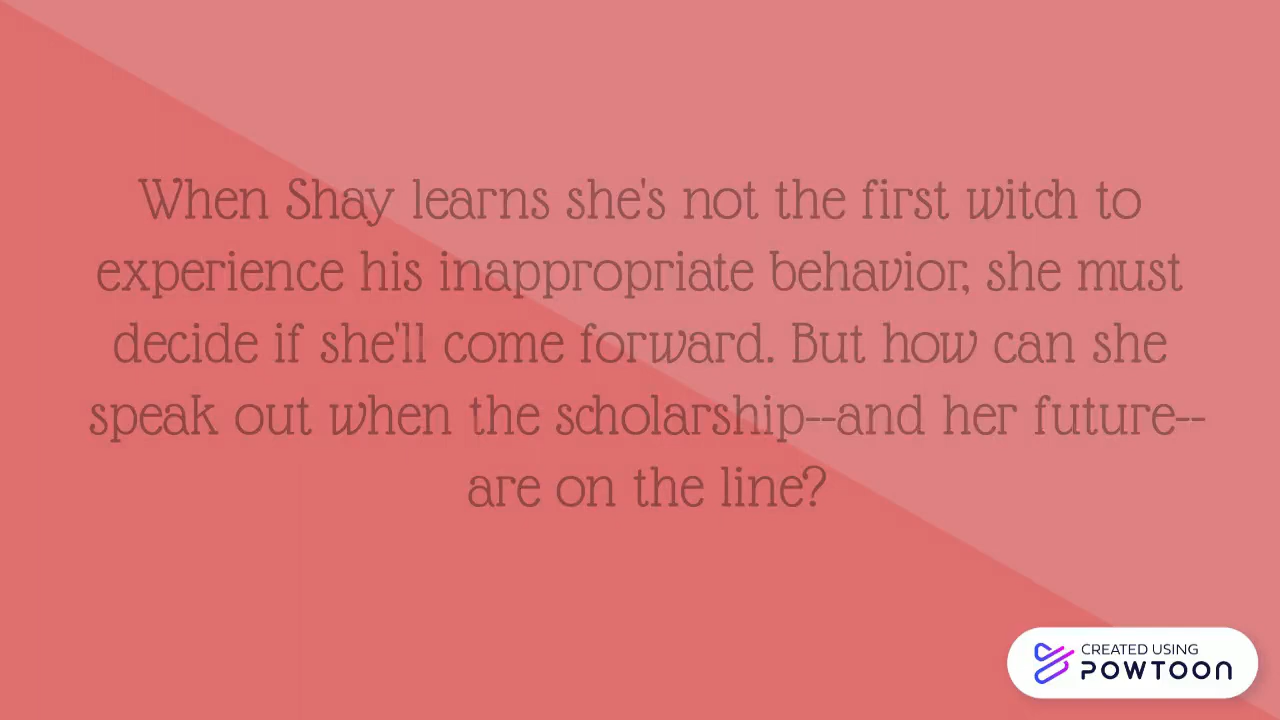 When Shay learns she's not the first witch to
experience his inappropriate behavior, she must
decide if she'll come forward. But how can she
speak out when the scholarship--and her future--
are on the line?
CREATED USING
POWTOON